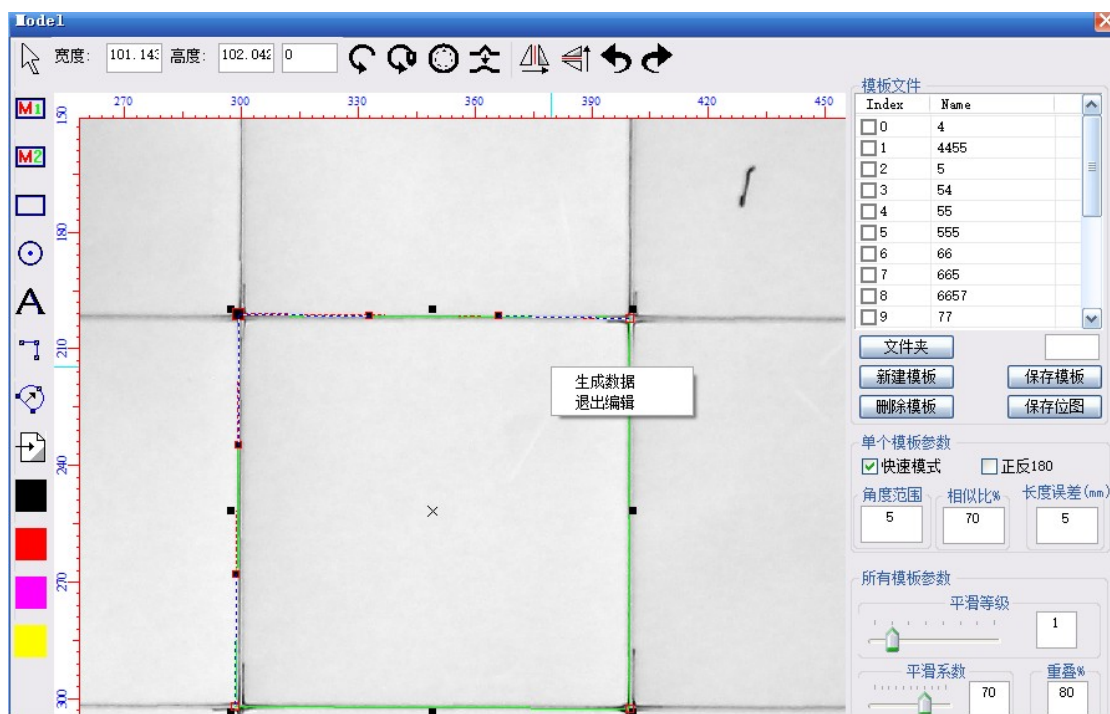 Model
宽度: 101.143 高度: 102.042 0
M1
M2
A
270 300 330 360 390 420 450
150
180
210
240
270
300
生成数据
退出编辑
模板文件
Index Name
0 4
1 4455
2 5
3 54
4 55
5 555
6 66
7 665
8 6657
9 77
文件夹
新建模板 保存模板
删除模板 保存位图
单个模板参数
快速模式 正反180
角度范围 相似比% 长度误差(mm)
5 70 5
所有模板参数
平滑等级
1
平滑系数 重叠%
70 80